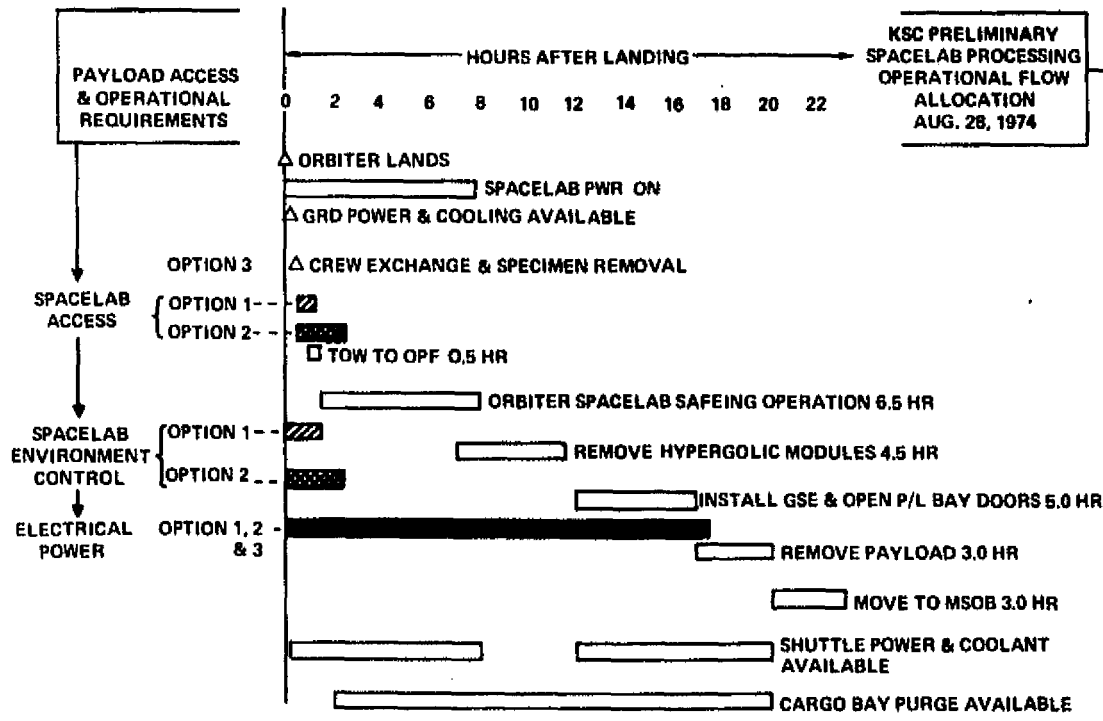 PAYLOAD ACCESS
& OPERATIONAL
REQUIREMENTS
HOURS AFTER LANDING
0 2 4 6 8 10 12 14 16 18 20 22
KSC PRELIMINARY
SPACELAB PROCESSING
OPERATIONAL FLOW
ALLOCATION
AUG. 28, 1974
ORBITER LANDS
SPACELAB PWR ON
GRD POWER & COOLING AVAILABLE
OPTION 3
CREW EXCHANGE & SPECIMEN REMOVAL
SPACELAB
ACCESS
OPTION 1
OPTION 2
TOW TO OPF 0,5 HR
ORBITER SPACELAB SAFEING OPERATION 6.5 HR
SPACELAB
ENVIRONMENT
CONTROL
OPTION 1
REMOVE HYPERGOLIC MODULES 4.5 HR
OPTION 2
INSTALL GSE & OPEN P/L BAY DOORS 5.0 HR
ELECTRICAL
POWER
OPTION 1, 2
& 3
REMOVE PAYLOAD 3.0 HR
MOVE TO MSOB 3.0 HR
SHUTTLE POWER & COOLANT
AVAILABLE
CARGO BAY PURGE AVAILABLE